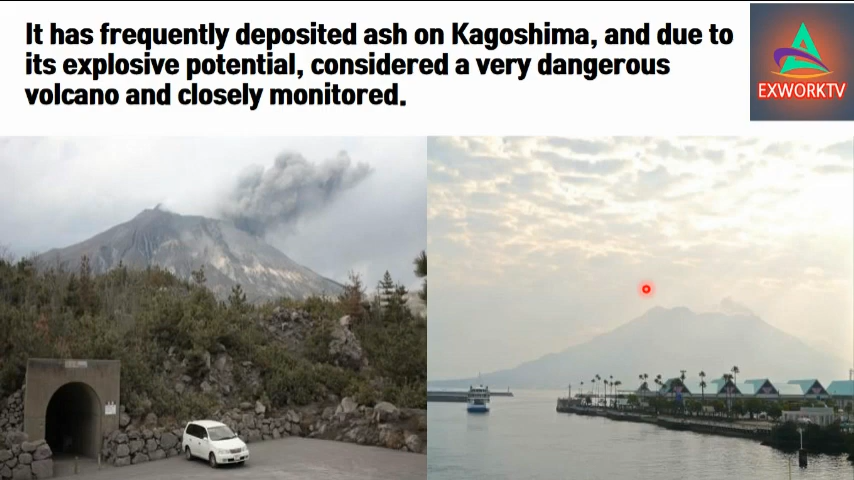 It has frequently deposited ash on Kagoshima, and due to
its explosive potential, considered a very dangerous
volcano and closely monitored.
EXWORKTV